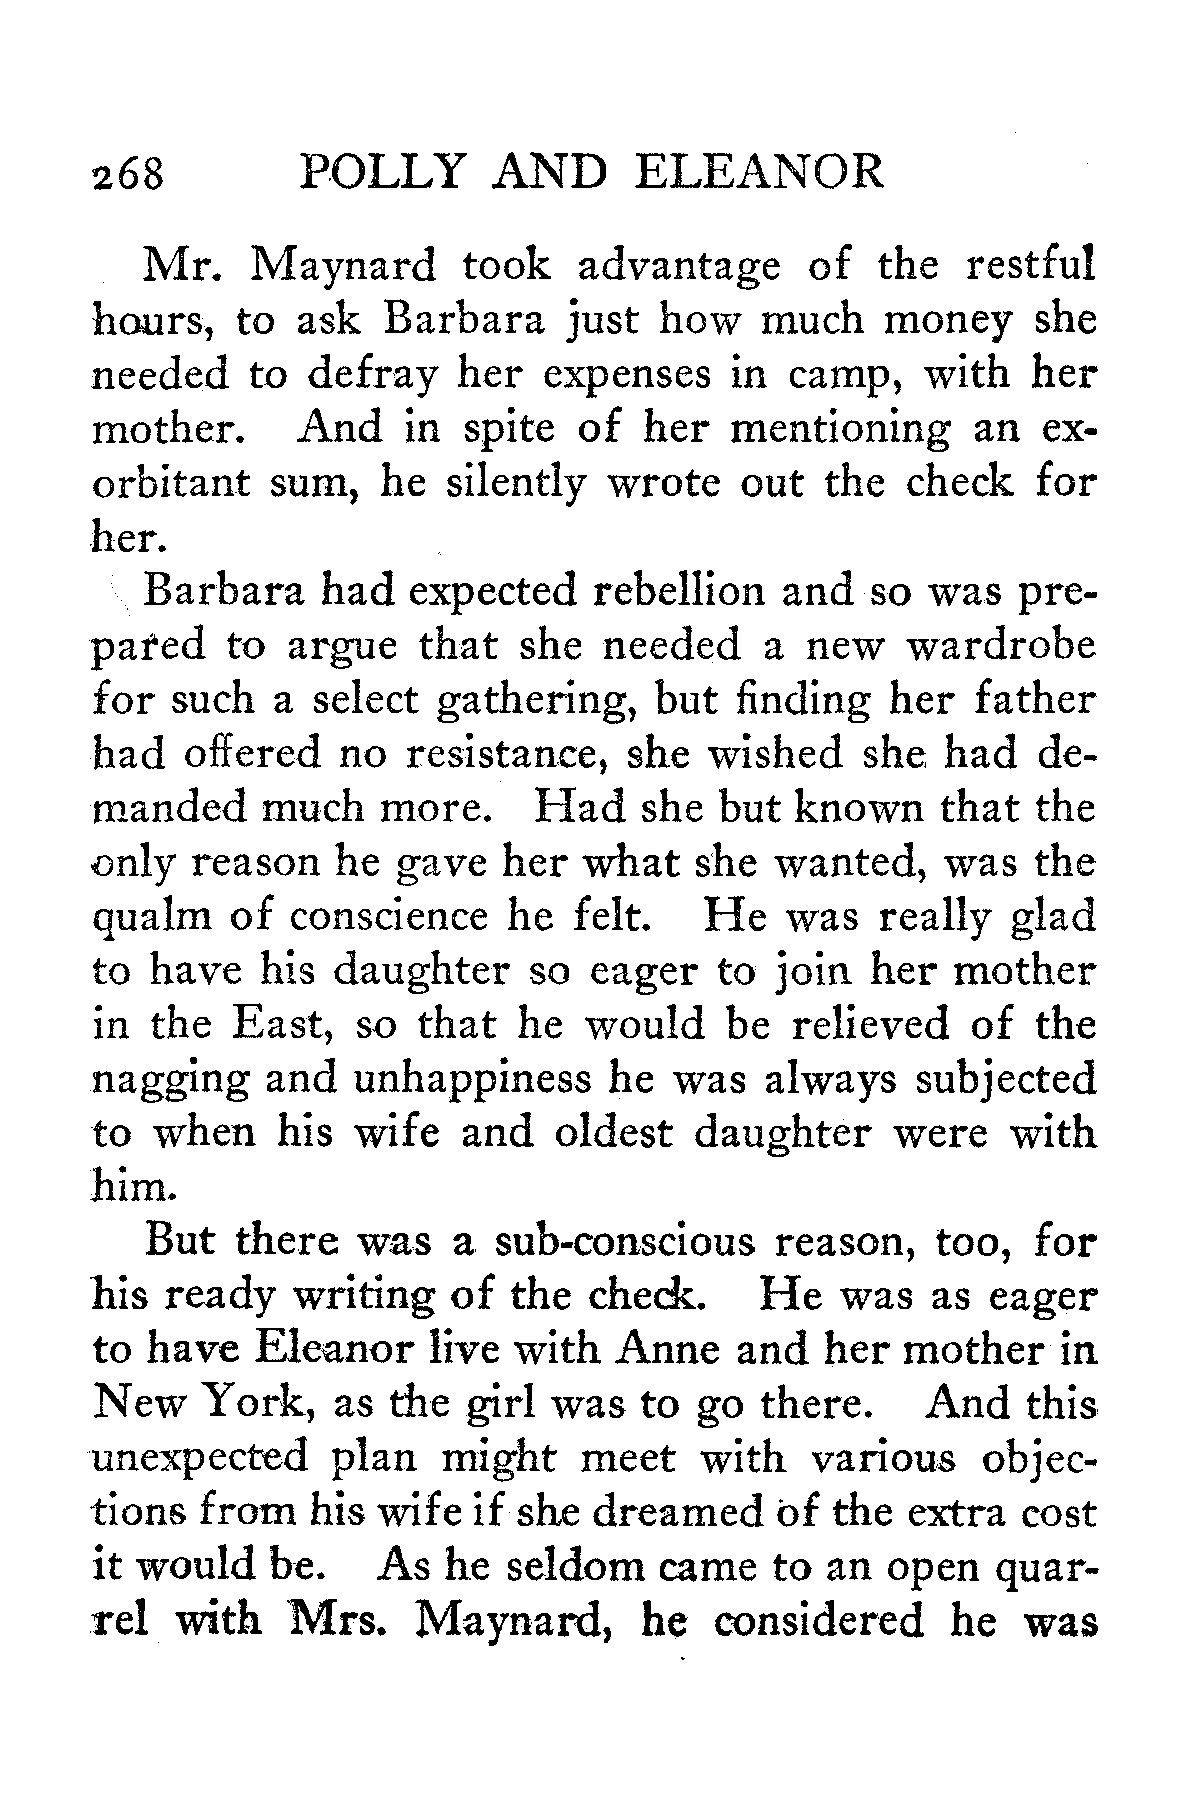 268 POLLY AND ELEANOR
Mr. Maynard took advantage of the restful
hours, to ask Barbara just how much money she
needed to defray her expenses in camp, with her
mother. And in spite of her mentioning an ex-
orbitant sum, he silently wrote out the check for
her.
Barbara had expected rebellion and so was pre-
pared to argue that she needed a new wardrobe
for such a select gathering, but finding her father
had offered no resistance, she wished she had de-
manded much more. Had she but known that the
only reason he gave her what she wanted, was the
qualm of conscience he felt. He was really glad
to have his daughter so eager to join her mother
in the East, so that he would be relieved of the
nagging and unhappiness he was always subjected
to when his wife and oldest daughter were with
him.
But there was a sub-conscious reason, too, for
his ready writing of the check. He was as eager
to have Eleanor live with Anne and her mother in
New York, as the girl was to go there. And this
unexpected plan might meet with various objec-
tions from his wife if she dreamed of the extra cost
it would be. As he seldom came to an open quar-
rel with Mrs. Maynard, he considered he was